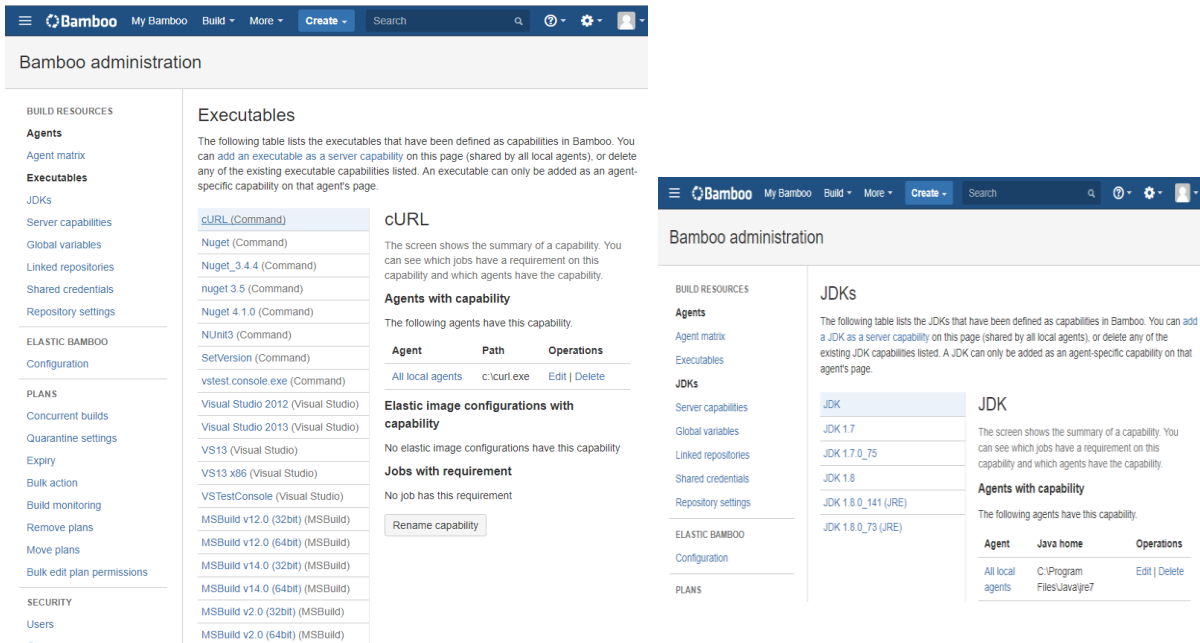 Bamboo My Bamboo Build More Create Search
Bamboo administration
BUILD RESOURCES
Agents
Agent matrix
Executables
JDKs
Server capabilities
Global variables
Linked repositories
Shared credentials
Repository settings
ELASTIC BAMBOO
Configuration
PLANS
Concurrent builds
Quarantine settings
Expiry
Bulk action
Build monitoring
Remove plans
Move plans
Bulk edit plan permissions
SECURITY
Users
Executables
The following table lists the executables that have been defined as capabilities in Bamboo. You
can add an executable as a server capability on this page (shared by all local agents), or delete
any of the existing executable capabilities listed. An executable can only be added as an agent-
specific capability on that agent's page.
cURL (Command)
Nuget (Command)
Nuget_3.4.4 (Command)
nuget 3.5 (Command)
Nuget 4.1.0 (Command)
NUnit3 (Command)
SetVersion (Command)
vstest.console.exe (Command)
Visual Studio 2012 (Visual Studio)
Visual Studio 2013 (Visual Studio)
VS13 (Visual Studio)
VS13 x86 (Visual Studio)
VSTestConsole (Visual Studio)
MSBuild v12.0 (32bit) (MSBuild)
MSBuild v12.0 (64bit) (MSBuild)
MSBuild v14.0 (32bit) (MSBuild)
MSBuild v14.0 (64bit) (MSBuild)
MSBuild v2.0 (32bit) (MSBuild)
MSBuild v2.0 (64bit) (MSBuild)
cURL
The screen shows the summary of a capability. You
can see which jobs have a requirement on this
capability and which agents have the capability.
Agents with capability
The following agents have this capability.
Agent Path Operations
All local agents c:\curl.exe Edit | Delete
Elastic image configurations with
capability
No elastic image configurations have this capability
Jobs with requirement
No job has this requirement
Rename capability
Bamboo My Bamboo Build More Create Search
Bamboo administration
BUILD RESOURCES
Agents
Agent matrix
Executables
JDKs
Server capabilities
Global variables
Linked repositories
Shared credentials
Repository settings
ELASTIC BAMBOO
Configuration
PLANS
JDKs
The following table lists the JDKs that have been defined as capabilities in Bamboo. You can add
a JDK as a server capability on this page (shared by all local agents), or delete any of the
existing JDK capabilities listed. A JDK can only be added as an agent-specific capability on that
agent's page.
JDK
JDK 1.7
JDK 1.7.0_75
JDK 1.8
JDK 1.8.0_141 (JRE)
JDK 1.8.0_73 (JRE)
JDK
The screen shows the summary of a capability. You
can see which jobs have a requirement on this
capability and which agents have the capability.
Agents with capability
The following agents have this capability.
Agent Java home Operations
All local C:\Program Edit | Delete
agents Files\Java\jre7